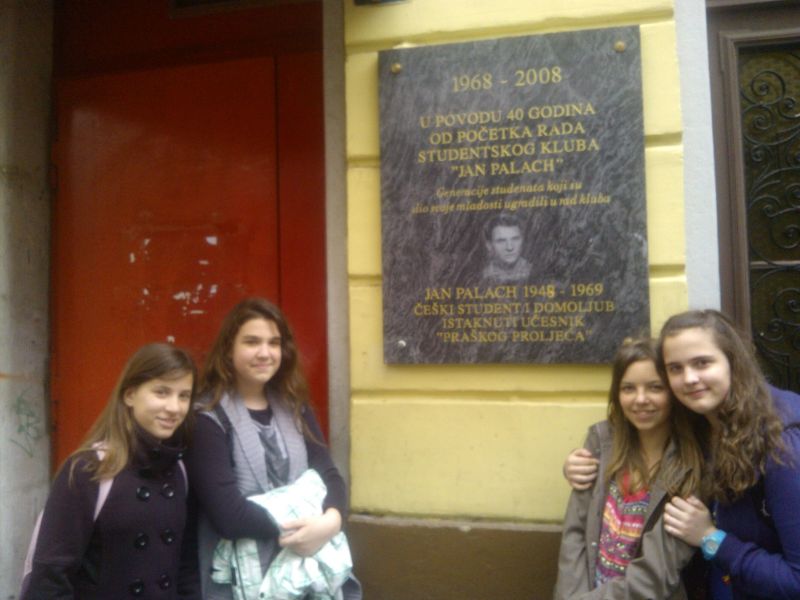 1968 - 2008
U POVODU 40 GODINA
OD POČETKA RADA
STUDENTSKOG KLUBA
"JAN PALACH"
Generacije studenata koji su
dio svoje mladosti ugradili u rad kluba
JAN PALACH 1948 - 1969
ČEŠKI STUDENT I DOMOLJUB
ISTAKNUTI UČESNIK
"PRAŠKOG PROLJEĆA"